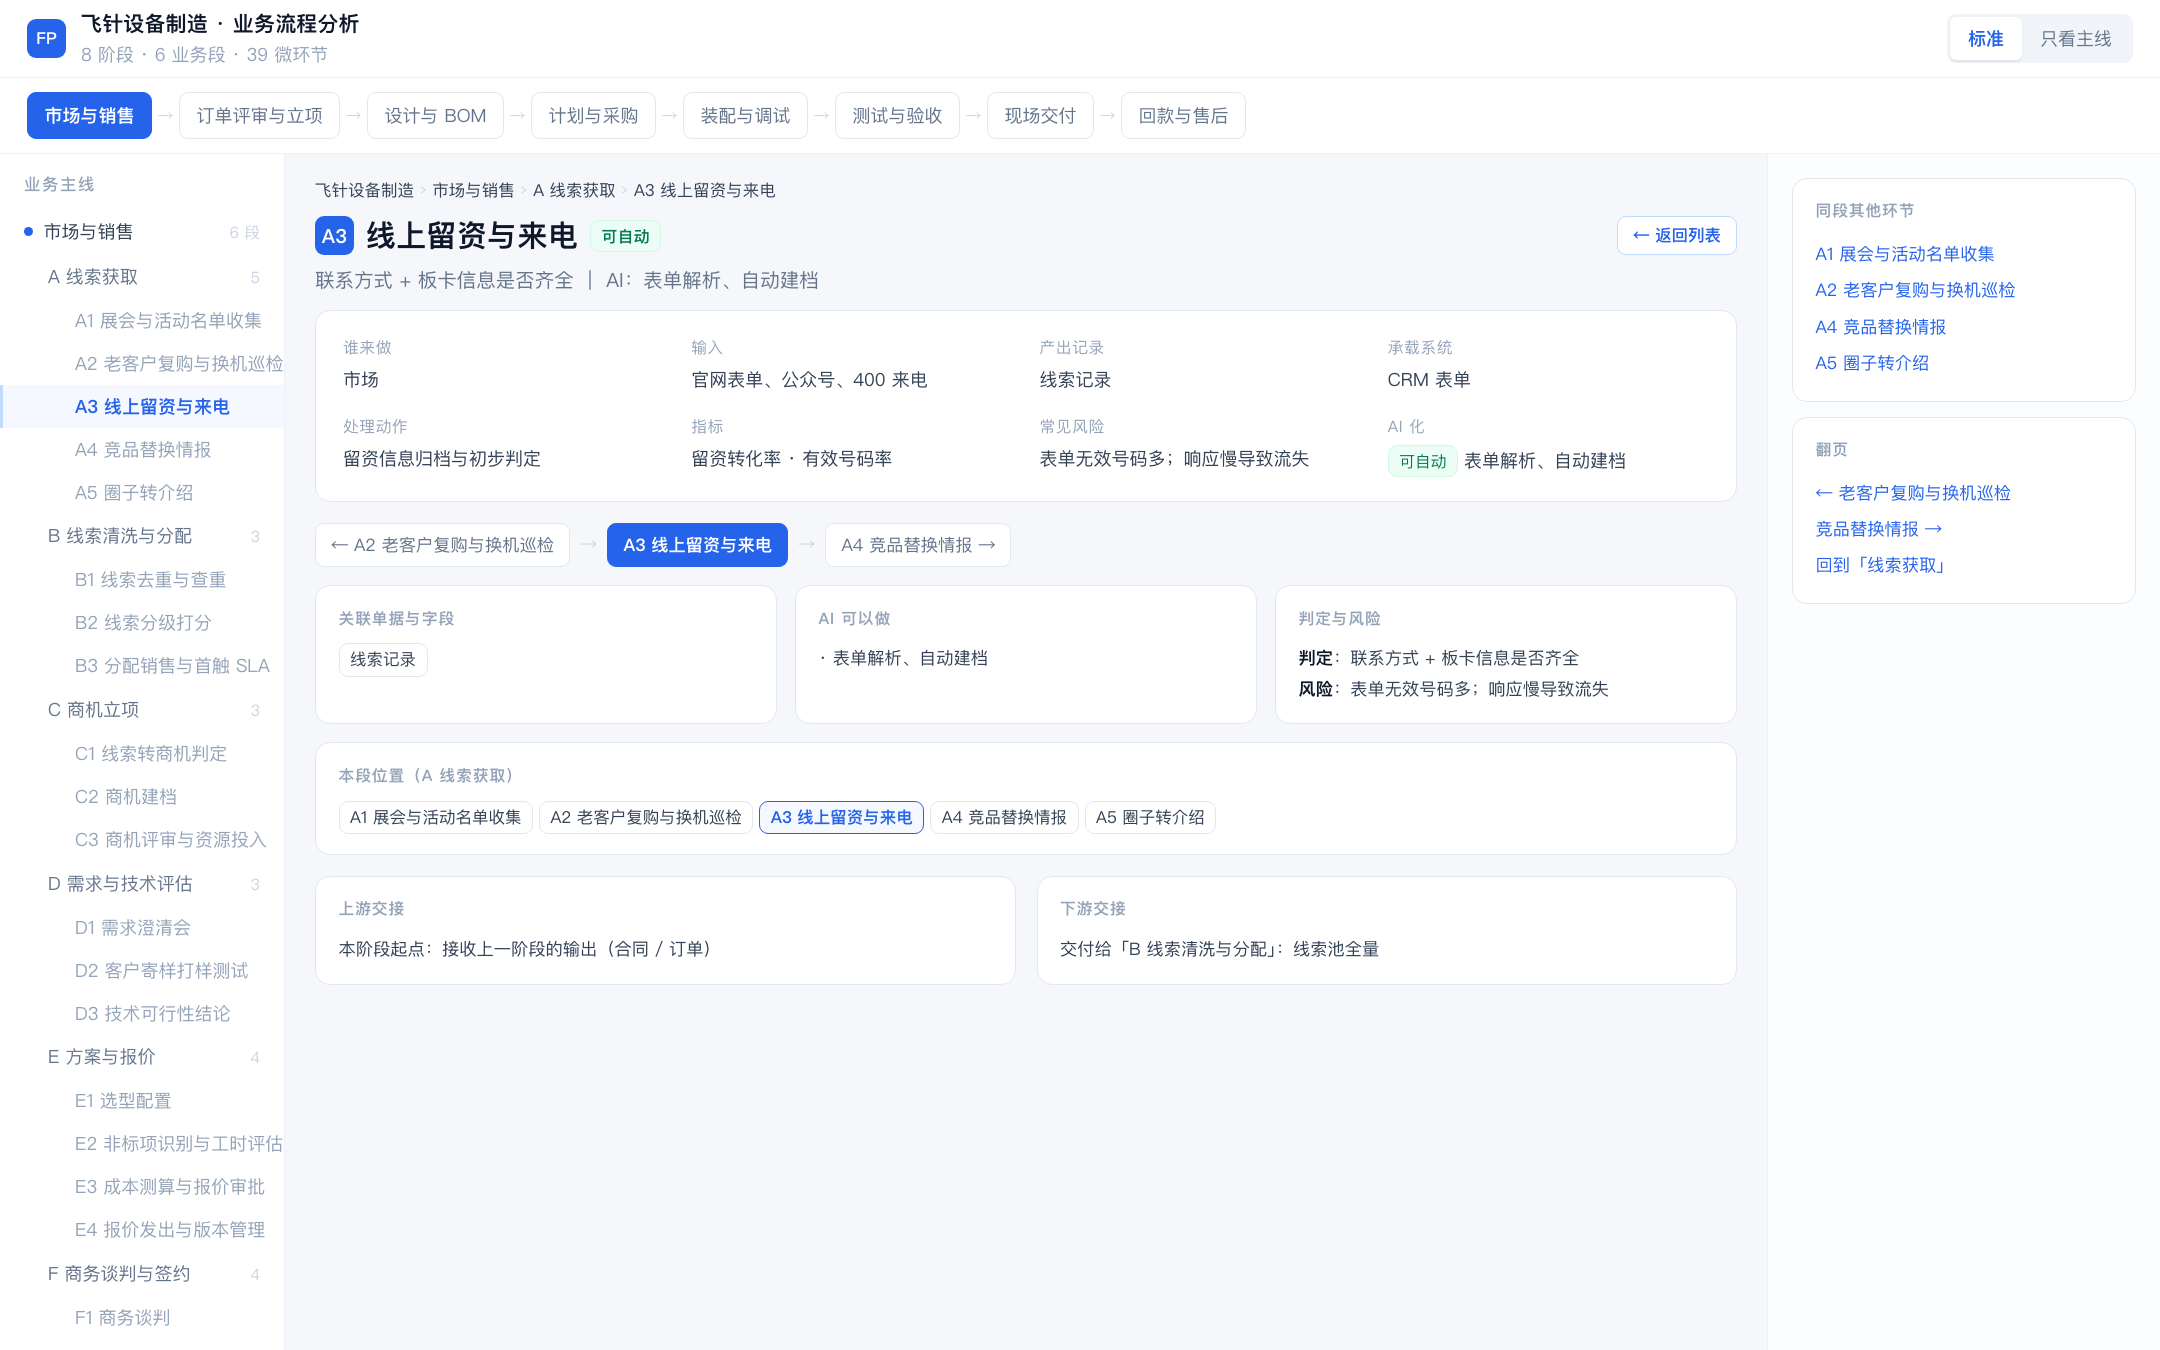 FP
飞针设备制造 · 业务流程分析
8 阶段 · 6 业务段 · 39 微环节
标准
只看主线
市场与销售 → 订单评审与立项 → 设计与 BOM → 计划与采购 → 装配与调试 → 测试与验收 → 现场交付 → 回款与售后
业务主线
市场与销售 6 段
A 线索获取 5
A1 展会与活动名单收集
A2 老客户复购与换机巡检
A3 线上留资与来电
A4 竞品替换情报
A5 圈子转介绍
B 线索清洗与分配 3
B1 线索去重与查重
B2 线索分级打分
B3 分配销售与首触 SLA
C 商机立项 3
C1 线索转商机判定
C2 商机建档
C3 商机评审与资源投入
D 需求与技术评估 3
D1 需求澄清会
D2 客户寄样打样测试
D3 技术可行性结论
E 方案与报价 4
E1 选型配置
E2 非标项识别与工时评估
E3 成本测算与报价审批
E4 报价发出与版本管理
F 商务谈判与签约 4
F1 商务谈判
飞针设备制造 › 市场与销售 › A 线索获取 › A3 线上留资与来电
A3 线上留资与来电 可自动
← 返回列表
联系方式 + 板卡信息是否齐全 ｜ AI：表单解析、自动建档
谁来做
市场
输入
官网表单、公众号、400 来电
产出记录
线索记录
承载系统
CRM 表单
处理动作
留资信息归档与初步判定
指标
留资转化率 · 有效号码率
常见风险
表单无效号码多；响应慢导致流失
AI 化
可自动 表单解析、自动建档
← A2 老客户复购与换机巡检 → A3 线上留资与来电 → A4 竞品替换情报 →
关联单据与字段
线索记录
AI 可以做
· 表单解析、自动建档
判定与风险
判定：联系方式 + 板卡信息是否齐全
风险：表单无效号码多；响应慢导致流失
本段位置（A 线索获取）
A1 展会与活动名单收集 A2 老客户复购与换机巡检 A3 线上留资与来电 A4 竞品替换情报 A5 圈子转介绍
上游交接
本阶段起点：接收上一阶段的输出（合同 / 订单）
下游交接
交付给「B 线索清洗与分配」：线索池全量
同段其他环节
A1 展会与活动名单收集
A2 老客户复购与换机巡检
A4 竞品替换情报
A5 圈子转介绍
翻页
← 老客户复购与换机巡检
竞品替换情报 →
回到「线索获取」